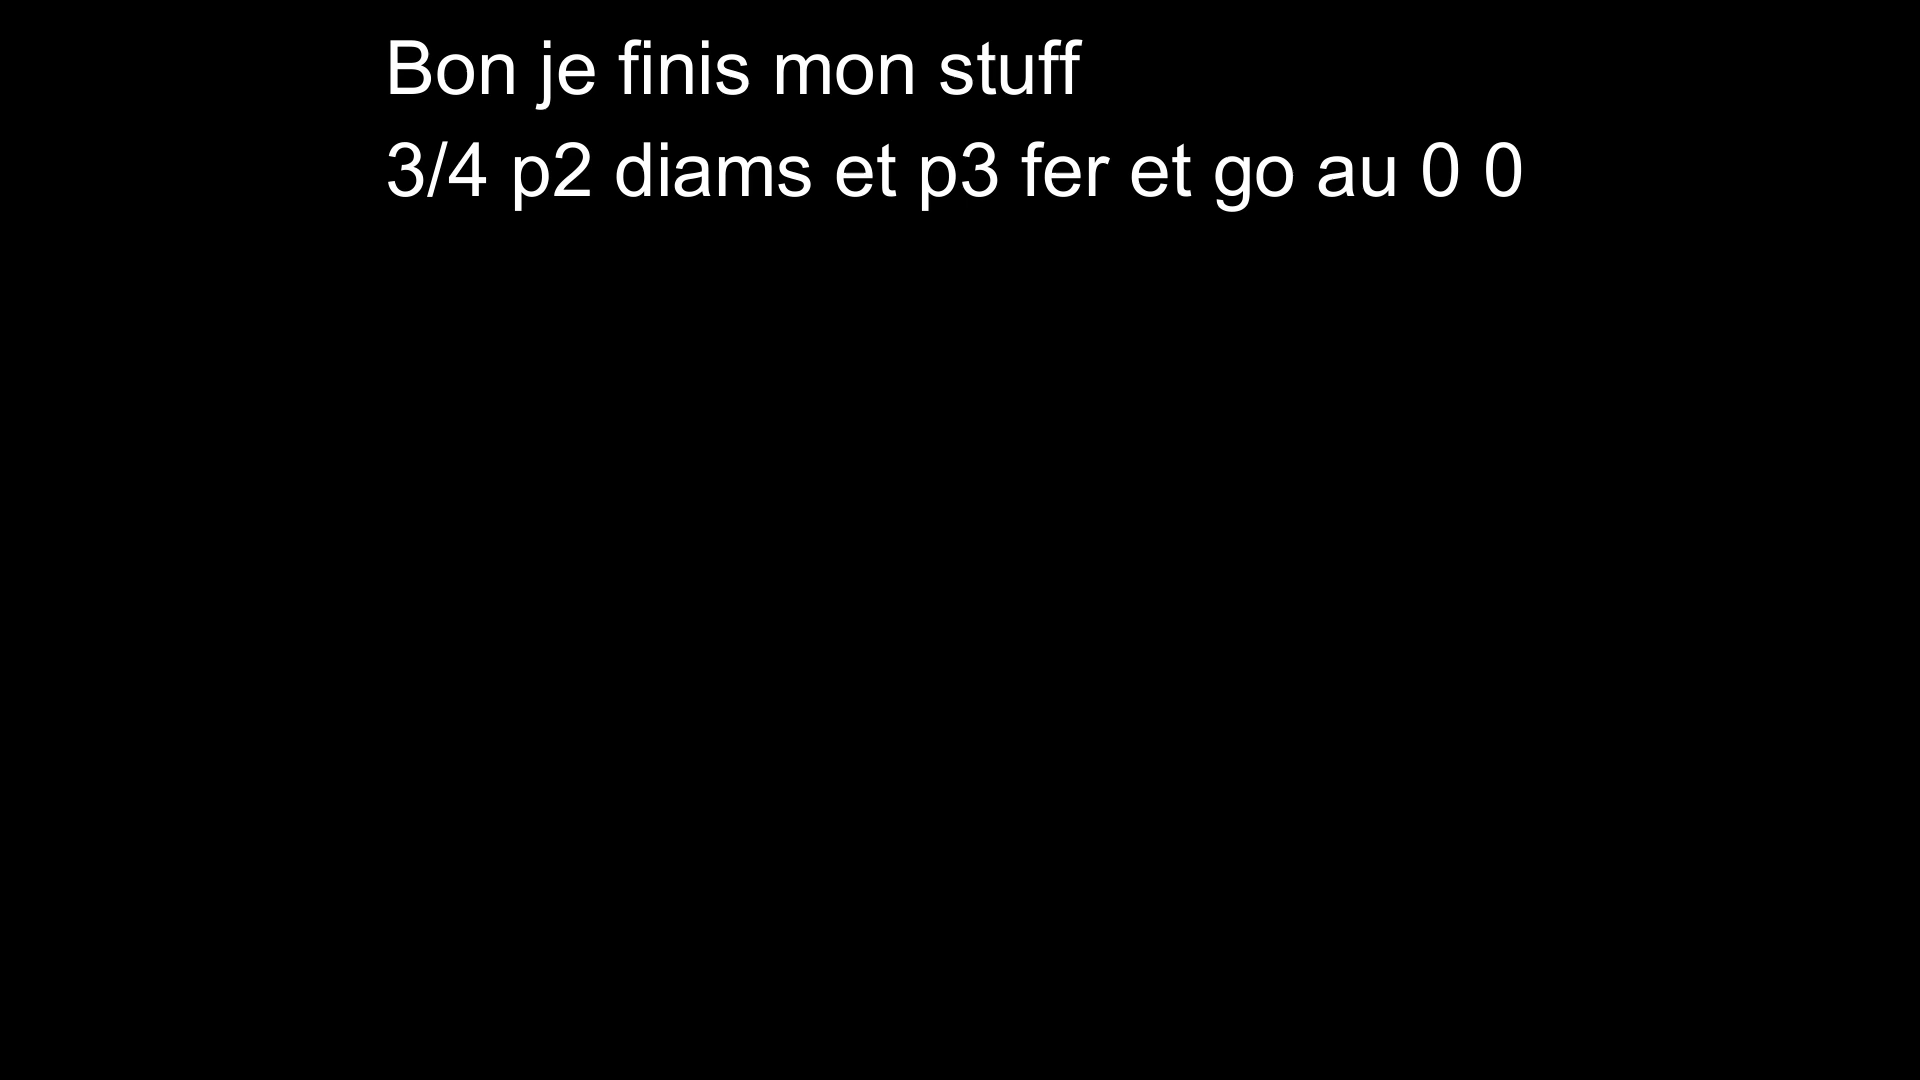 Bon je finis mon stuff
3/4 p2 diams et p3 fer et go au 0 0